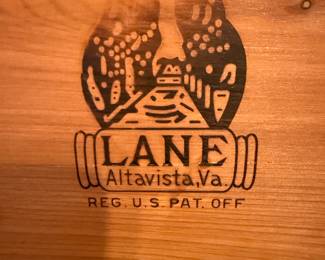 LANE
Altavista, Va.
REG. U.S. PAT. OFF